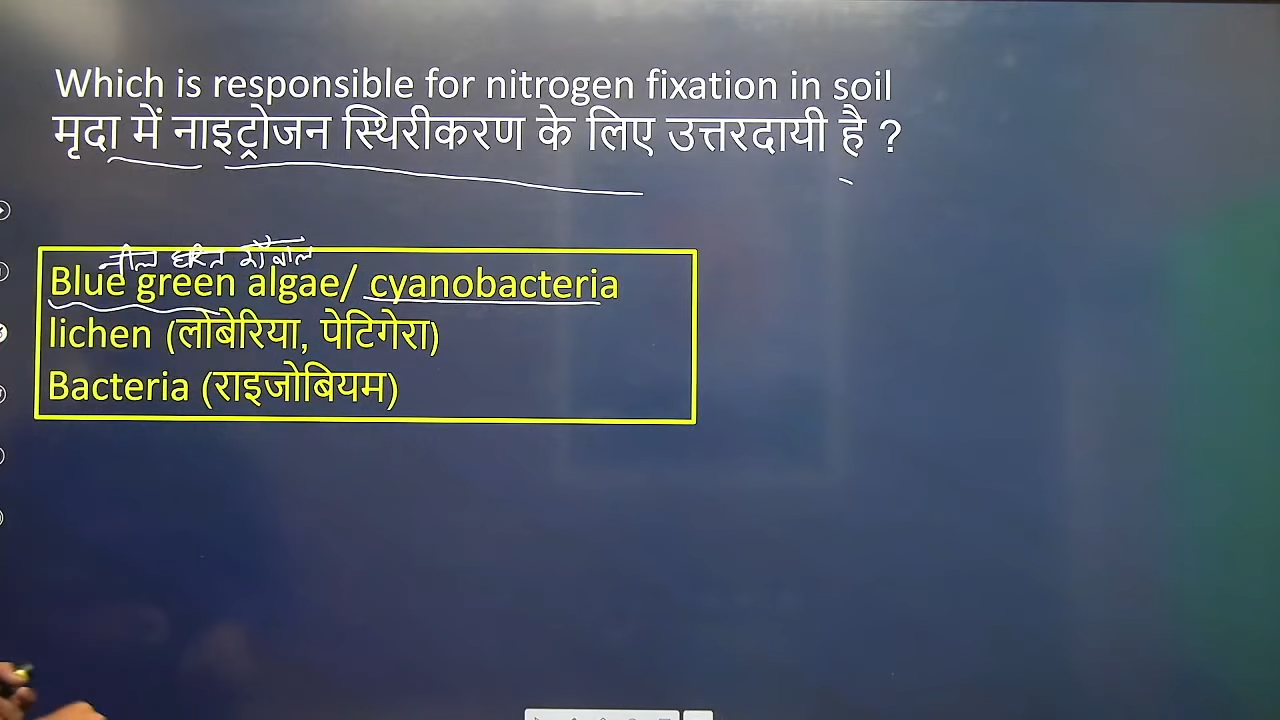 Which is responsible for nitrogen fixation in soil
मृदा में नाइट्रोजन स्थिरीकरण के लिए उत्तरदायी है ?
नील हरित शैवाल
Blue green algae/ cyanobacteria
lichen (लोबेरिया, पेटिगेरा)
Bacteria (राइजोबियम)